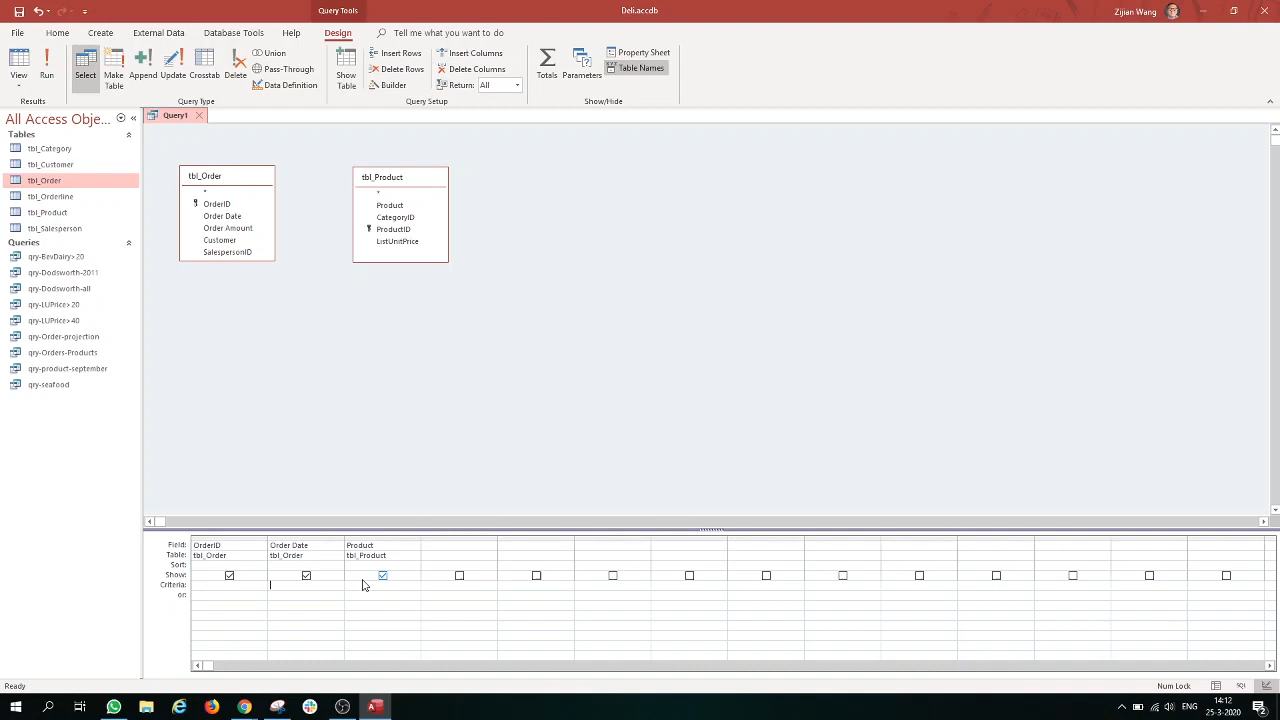 Query Tools
Deli.accdb
Zijian Wang
File
Home
Create
External Data
Database Tools
Help
Design
Tell me what you want to do
View
Run
Results
Select
Make Table
Append
Update
Crosstab
Delete
Union
Pass-Through
Data Definition
Query Type
Show Table
Insert Rows
Delete Rows
Builder
Insert Columns
Delete Columns
Return: All
Query Setup
Totals
Parameters
Property Sheet
Table Names
Show/Hide
All Access Obje...
Tables
tbl_Category
tbl_Customer
tbl_Order
tbl_Orderline
tbl_Product
tbl_Salesperson
Queries
qry-BevDairy>20
qry-Dodsworth-2011
qry-Dodsworth-all
qry-LUPrice>20
qry-LUPrice>40
qry-Order-projection
qry-Orders-Products
qry-product-september
qry-seafood
Query1
tbl_Order
*
OrderID
Order Date
Order Amount
Customer
SalespersonID
tbl_Product
*
Product
CategoryID
ProductID
ListUnitPrice
Field: OrderID Order Date Product
Table: tbl_Order tbl_Order tbl_Product
Sort:
Show:
Criteria:
or:
Ready
Num Lock
SQL
14:12
25-3-2020
2